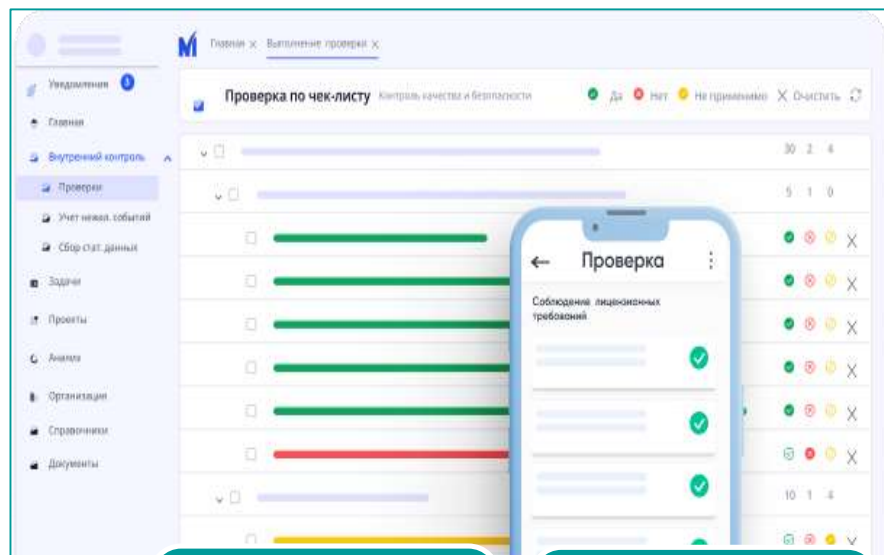 Главная × Выполнение проверки ×
Уведомления
Проверка по чек-листу Контроль качества и безопасности Да Нет Не применимо Очистить
Главная
Внутренний контроль
30 2 4
Проверки
5 1 0
Учет нежел. событий
Сбор стат. данных
Задачи
Проекты
Анализ
Организации
Справочники
Документы
10 1 4
←
Проверка
Соблюдение лицензионных
требований